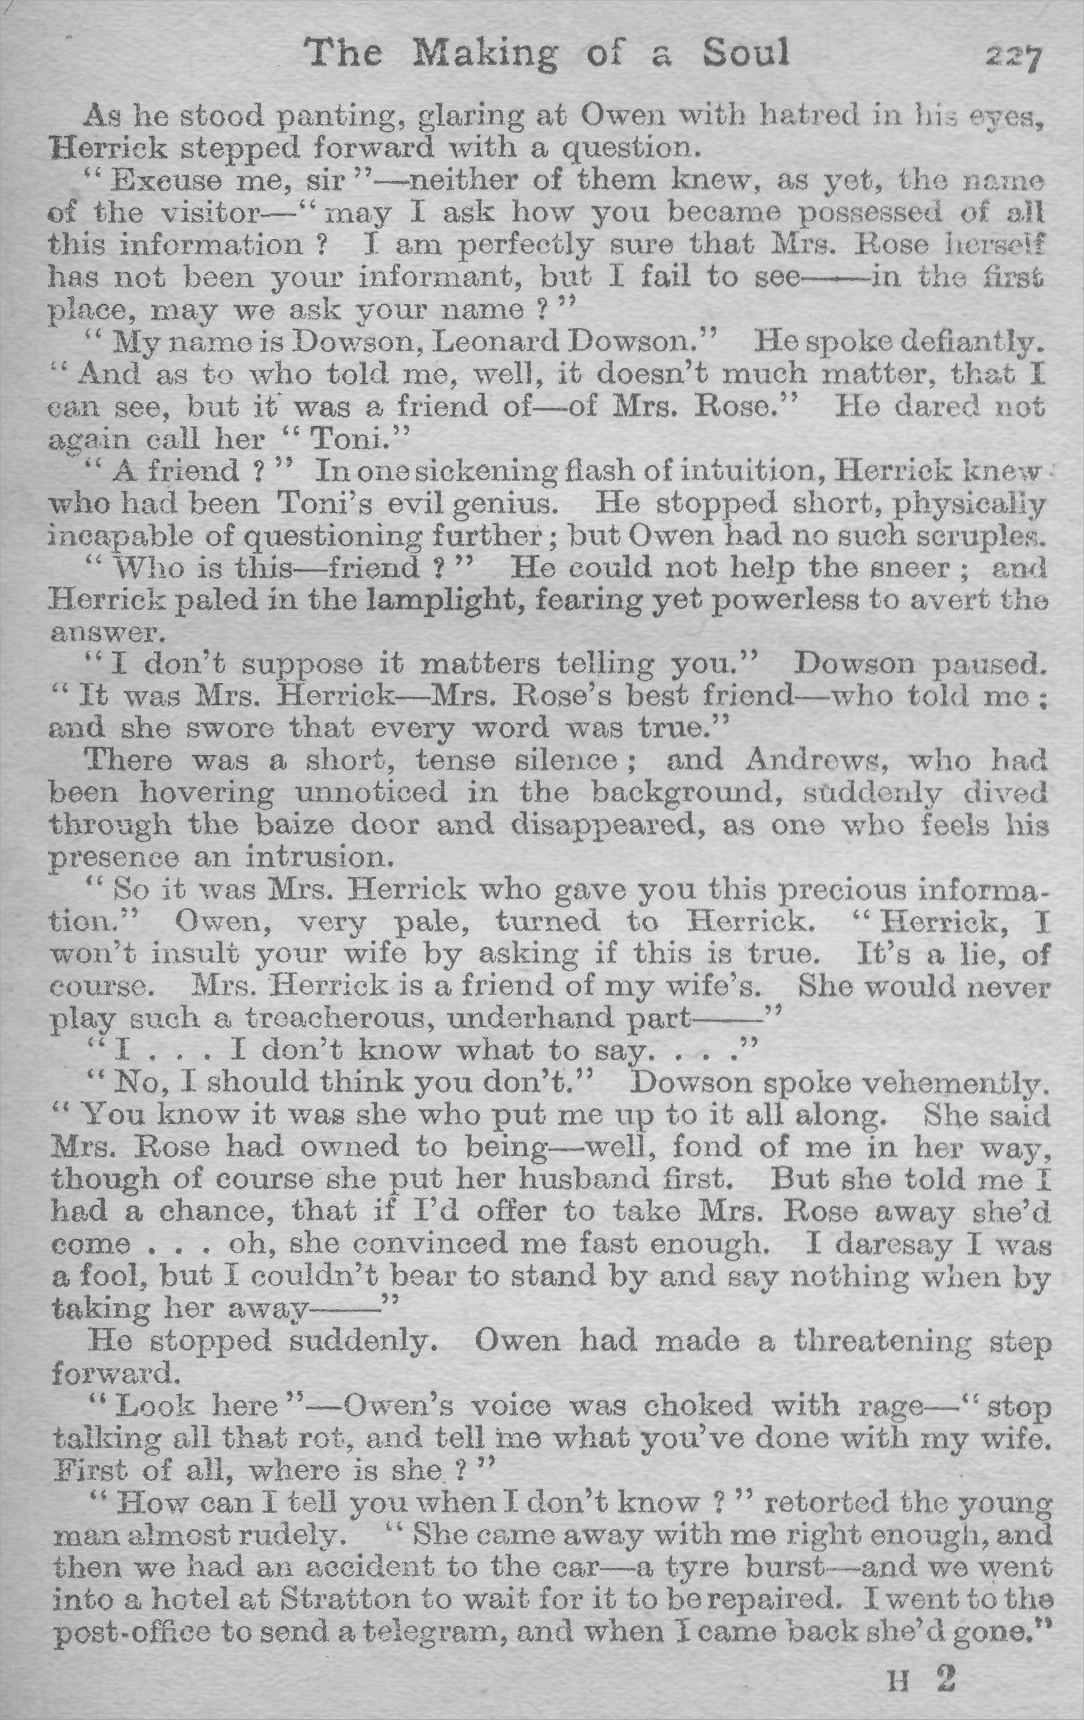 The Making of a Soul 227
As he stood panting, glaring at Owen with hatred in his eyes,
Herrick stepped forward with a question.
“ Excuse me, sir ”—neither of them knew, as yet, the name
of the visitor—“ may I ask how you became possessed of all
this information ? I am perfectly sure that Mrs. Rose herself
has not been your informant, but I fail to see——in the first
place, may we ask your name ? ”
“ My name is Dowson, Leonard Dowson.” He spoke defiantly.
“ And as to who told me, well, it doesn’t much matter, that I
can see, but it was a friend of—of Mrs. Rose.” He dared not
again call her “ Toni.”
“ A friend ? ” In one sickening flash of intuition, Herrick knew
who had been Toni’s evil genius. He stopped short, physically
incapable of questioning further ; but Owen had no such scruples.
“ Who is this—friend ? ” He could not help the sneer ; and
Herrick paled in the lamplight, fearing yet powerless to avert the
answer.
“ I don’t suppose it matters telling you.” Dowson paused.
“ It was Mrs. Herrick—Mrs. Rose’s best friend—who told me ;
and she swore that every word was true.”
There was a short, tense silence ; and Andrews, who had
been hovering unnoticed in the background, suddenly dived
through the baize door and disappeared, as one who feels his
presence an intrusion.
“ So it was Mrs. Herrick who gave you this precious informa-
tion.” Owen, very pale, turned to Herrick. “ Herrick, I
won’t insult your wife by asking if this is true. It’s a lie, of
course. Mrs. Herrick is a friend of my wife’s. She would never
play such a treacherous, underhand part——”
“ I . . . I don’t know what to say. . . .”
“ No, I should think you don’t.” Dowson spoke vehemently.
“ You know it was she who put me up to it all along. She said
Mrs. Rose had owned to being—well, fond of me in her way,
though of course she put her husband first. But she told me I
had a chance, that if I’d offer to take Mrs. Rose away she’d
come . . . oh, she convinced me fast enough. I daresay I was
a fool, but I couldn’t bear to stand by and say nothing when by
taking her away——”
He stopped suddenly. Owen had made a threatening step
forward.
“ Look here ”—Owen’s voice was choked with rage—“ stop
talking all that rot, and tell me what you’ve done with my wife.
First of all, where is she ? ”
“ How can I tell you when I don’t know ? ” retorted the young
man almost rudely. “ She came away with me right enough, and
then we had an accident to the car—a tyre burst—and we went
into a hotel at Stratton to wait for it to be repaired. I went to the
post-office to send a telegram, and when I came back she’d gone.”
H 2